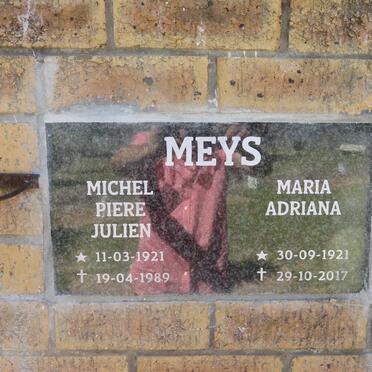 MEYS
MICHEL
PIERE
JULIEN
★ 11-03-1921
✝ 19-04-1989
MARIA
ADRIANA
★ 30-09-1921
✝ 29-10-2017